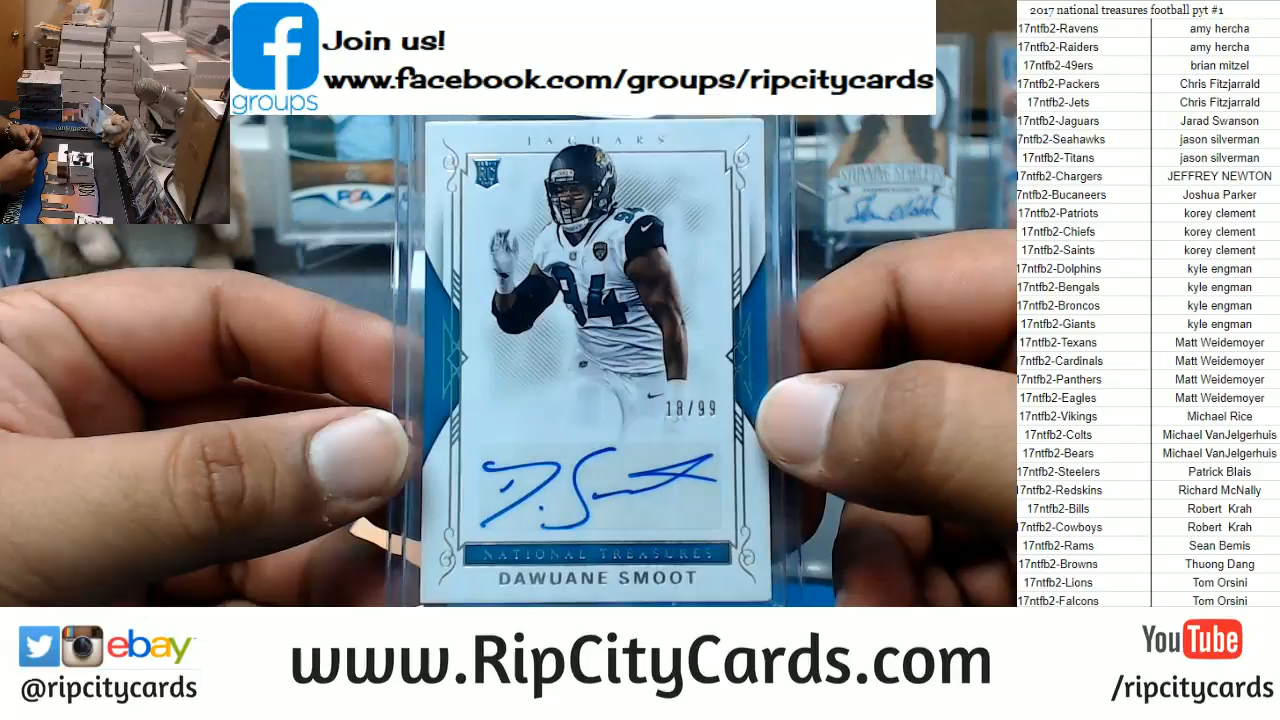 Join us!
www.facebook.com/groups/ripcitycards
groups
JAGUARS
PSA
94
18/99
NATIONAL TREASURES
DAWUANE SMOOT
2017 national treasures football pyt #1
17ntfb2-Ravens amy hercha
17ntfb2-Raiders amy hercha
17ntfb2-49ers brian mitzel
17ntfb2-Packers Chris Fitzjarrald
17ntfb2-Jets Chris Fitzjarrald
17ntfb2-Jaguars Jarad Swanson
17ntfb2-Seahawks jason silverman
17ntfb2-Titans jason silverman
17ntfb2-Chargers JEFFREY NEWTON
17ntfb2-Bucaneers Joshua Parker
17ntfb2-Patriots korey clement
17ntfb2-Chiefs korey clement
17ntfb2-Saints korey clement
17ntfb2-Dolphins kyle engman
17ntfb2-Bengals kyle engman
17ntfb2-Broncos kyle engman
17ntfb2-Giants kyle engman
17ntfb2-Texans Matt Weidemoyer
17ntfb2-Cardinals Matt Weidemoyer
17ntfb2-Panthers Matt Weidemoyer
17ntfb2-Eagles Matt Weidemoyer
17ntfb2-Vikings Michael Rice
17ntfb2-Colts Michael VanJelgerhuis
17ntfb2-Bears Michael VanJelgerhuis
17ntfb2-Steelers Patrick Blais
17ntfb2-Redskins Richard McNally
17ntfb2-Bills Robert Krah
17ntfb2-Cowboys Robert Krah
17ntfb2-Rams Sean Bemis
17ntfb2-Browns Thuong Dang
17ntfb2-Lions Tom Orsini
17ntfb2-Falcons Tom Orsini
ebay
@ripcitycards
www.RipCityCards.com
YouTube
/ripcitycards